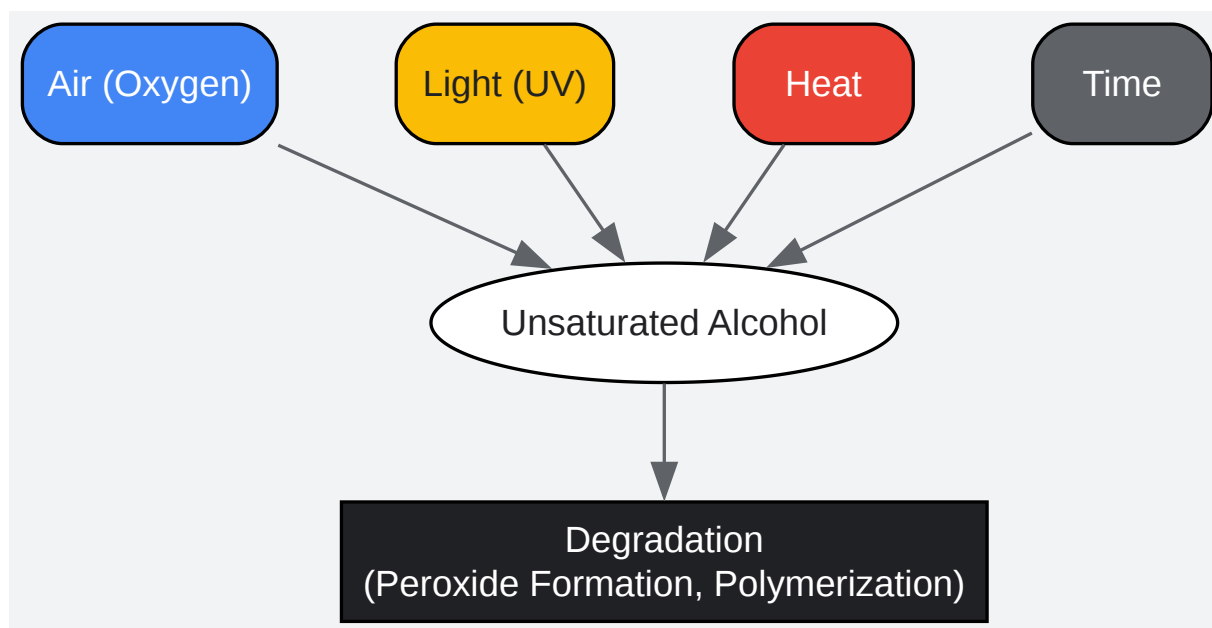 Air (Oxygen)
Light (UV)
Heat
Time
Unsaturated Alcohol
Degradation
(Peroxide Formation, Polymerization)